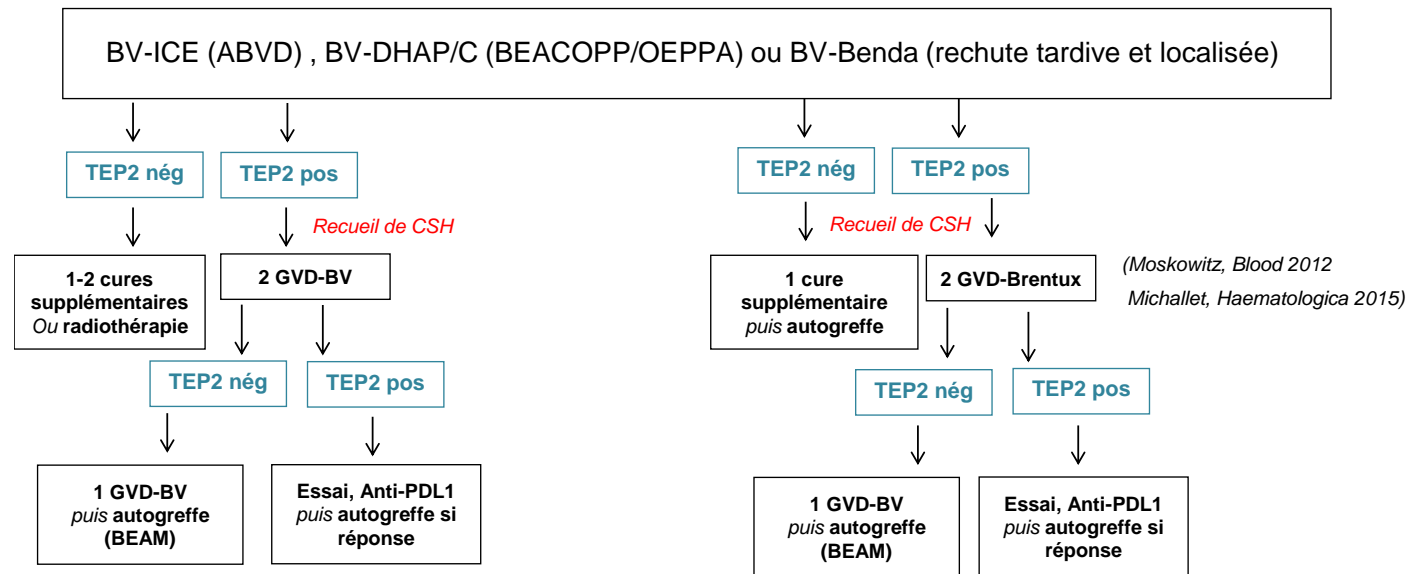 BV-ICE (ABVD) , BV-DHAP/C (BEACOPP/OEPPA) ou BV-Benda (rechute tardive et localisée)
TEP2 nég
TEP2 pos
Recueil de CSH
1-2 cures
supplémentaires
Ou radiothérapie
2 GVD-BV
TEP2 nég
TEP2 pos
1 GVD-BV
puis autogreffe
(BEAM)
Essai, Anti-PDL1
puis autogreffe si
réponse
TEP2 nég
TEP2 pos
Recueil de CSH
1 cure
supplémentaire
puis autogreffe
2 GVD-Brentux
(Moskowitz, Blood 2012
Michallet, Haematologica 2015)
TEP2 nég
TEP2 pos
1 GVD-BV
puis autogreffe
(BEAM)
Essai, Anti-PDL1
puis autogreffe si
réponse